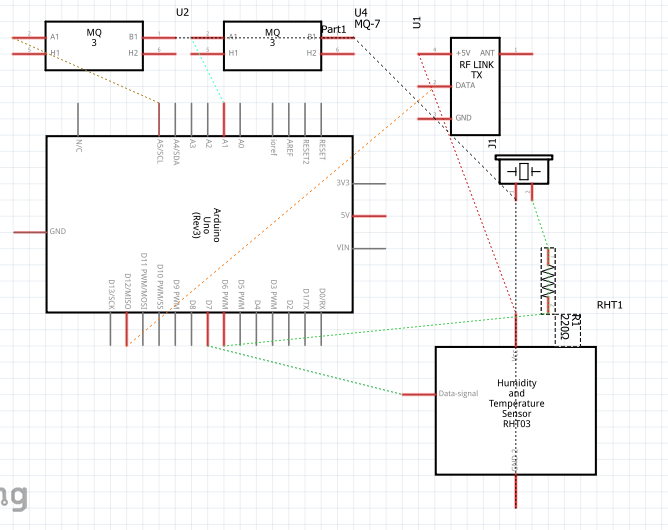 U2
U4
MQ-7
Part1
U1
MQ
3
A1
H1
B1
H2
MQ
3
A1
H1
B1
H2
+5V
ANT
RF LINK
TX
DATA
GND
J1
N/C
A5/SCL
A4/SDA
A3
A2
A1
A0
ioref
AREF
RESET2
RESET
3V3
5V
VIN
GND
Arduino
Uno
(Rev3)
D13/SCK
D12/MISO
D11 PWM/MOSI
D10 PWM/SS
D9 PWM
D8
D7
D6 PWM
D5 PWM
D4
D3 PWM
D2
D1/TX
D0/RX
R1
220Ω
RHT1
Data-signal
Humidity
and
Temperature
Sensor
RHT03
GND
ng